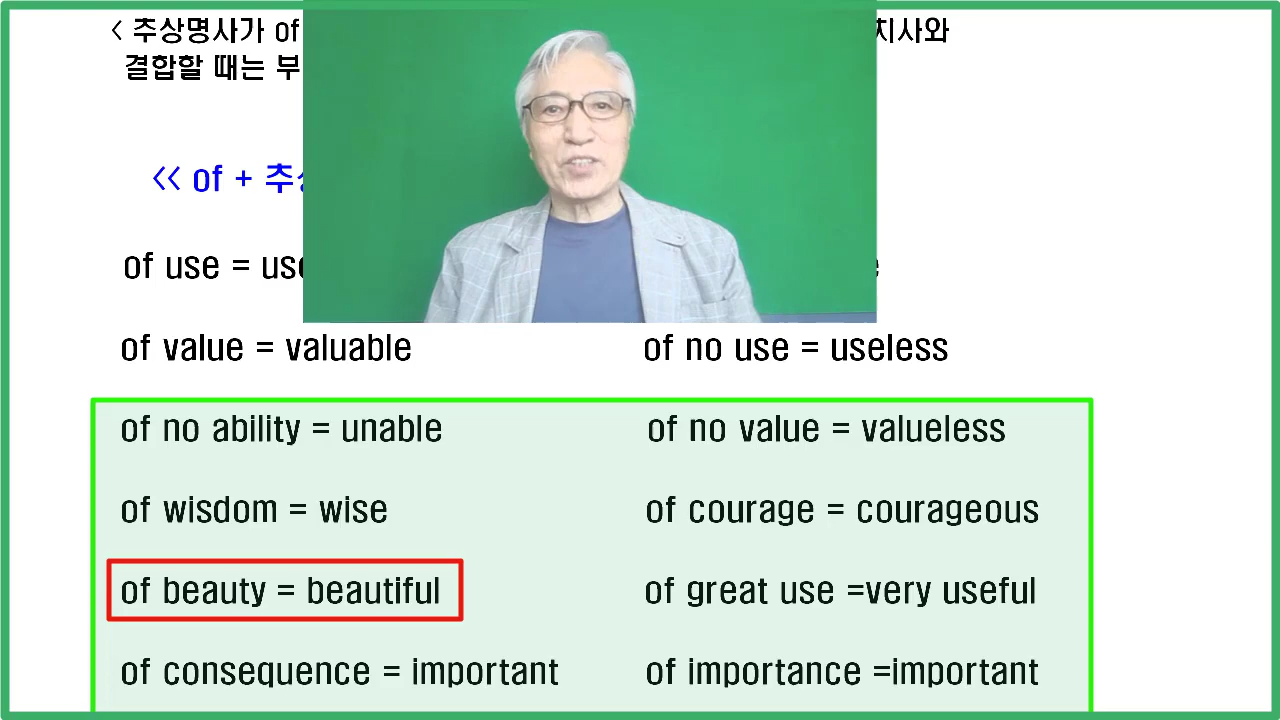 < 추상명사가 of 치사와
결합할 때는 부
<< of + 추
of use =
of value = valuable of no use = useless
of no ability = unable of no value = valueless
of wisdom = wise of courage = courageous
of beauty = beautiful of great use =very useful
of consequence = important of importance =important